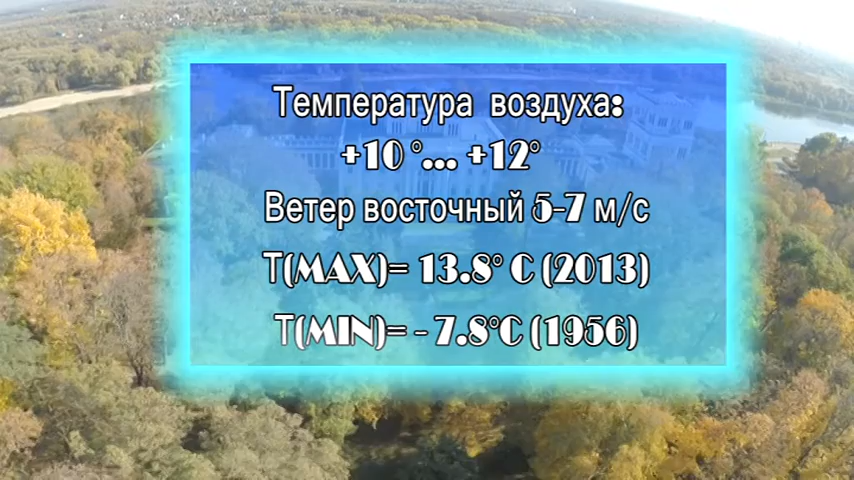 Температура воздуха:
+10 °... +12°
Ветер восточный 5-7 м/с
Т(MAX)= 13.8° C (2013)
Т(MIN)= - 7.8°C (1956)